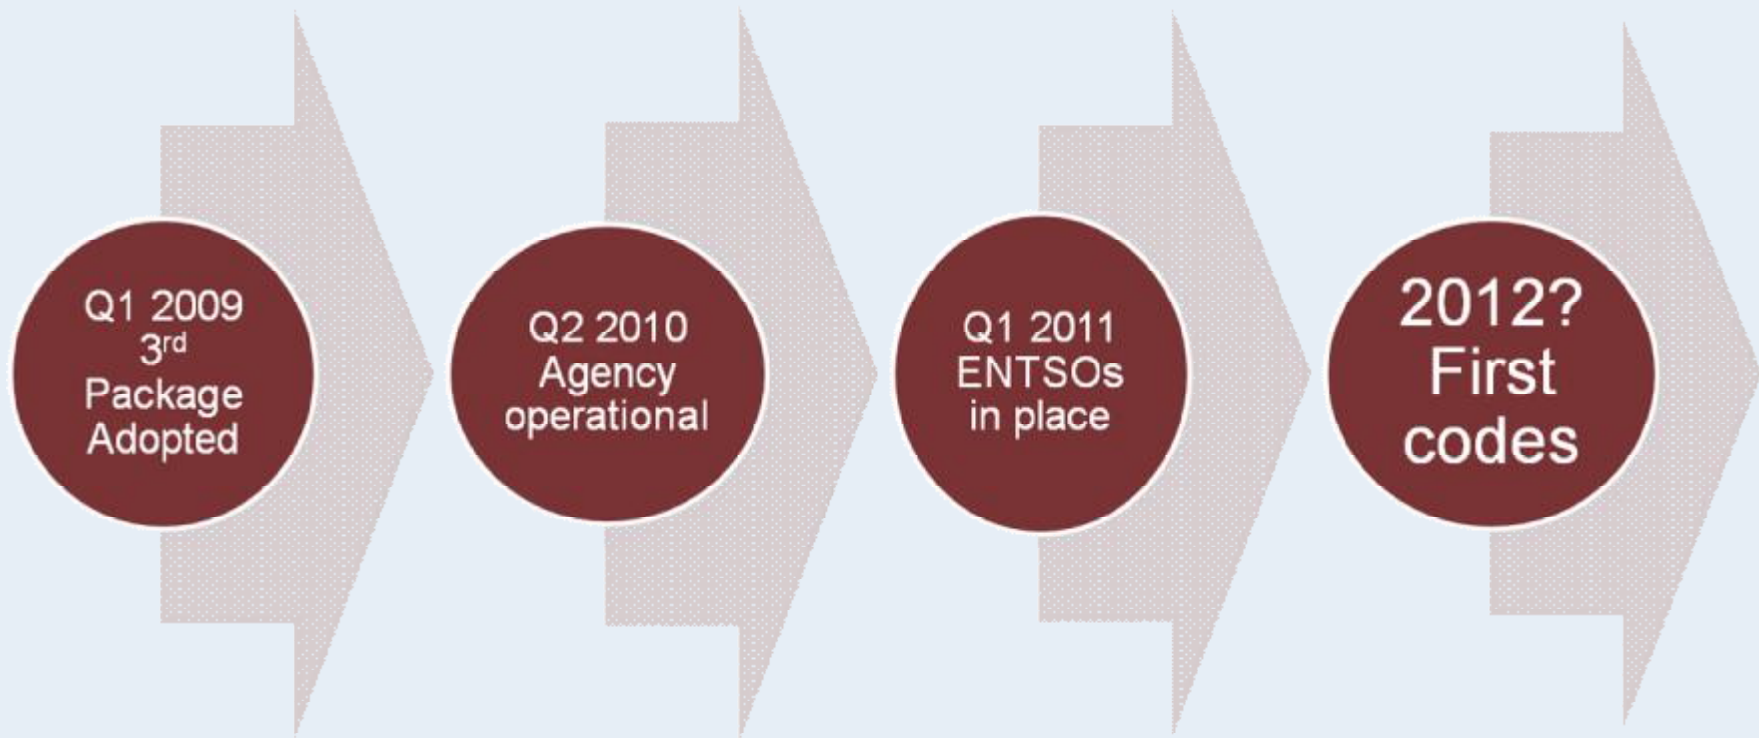 Q1 2009
3rd
Package
Adopted
Q2 2010
Agency
operational
Q1 2011
ENTSOs
in place
2012?
First
codes